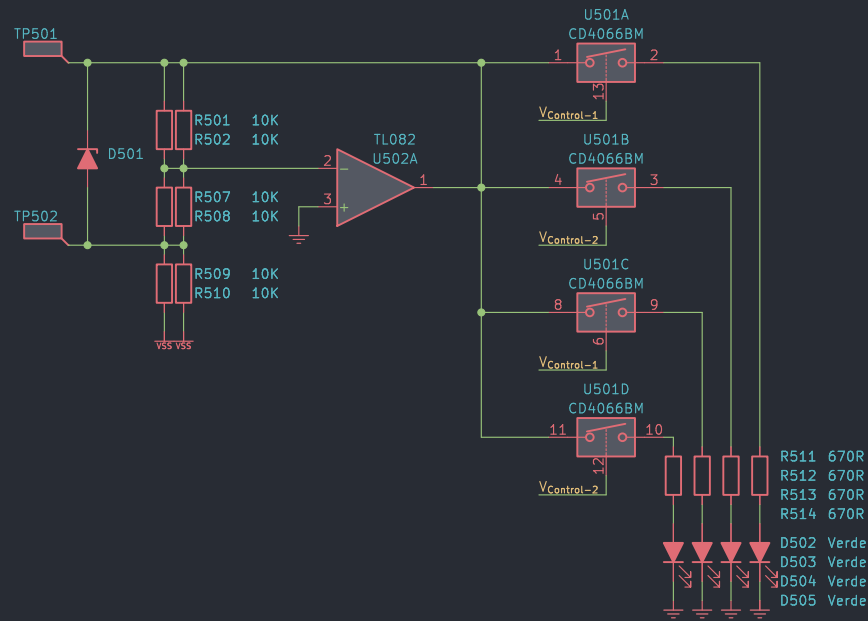 U501A
CD4066BM
TP501
1
2
13
VControl-1
R501 10K
R502 10K
TL082
U502A
U501B
CD4066BM
D501
2
−
1
4
3
3
+
5
VControl-2
R507 10K
R508 10K
TP502
U501C
CD4066BM
R509 10K
R510 10K
8
9
6
VSS VSS
VControl-1
U501D
CD4066BM
11
10
12
VControl-2
R511 670R
R512 670R
R513 670R
R514 670R
D502 Verde
D503 Verde
D504 Verde
D505 Verde